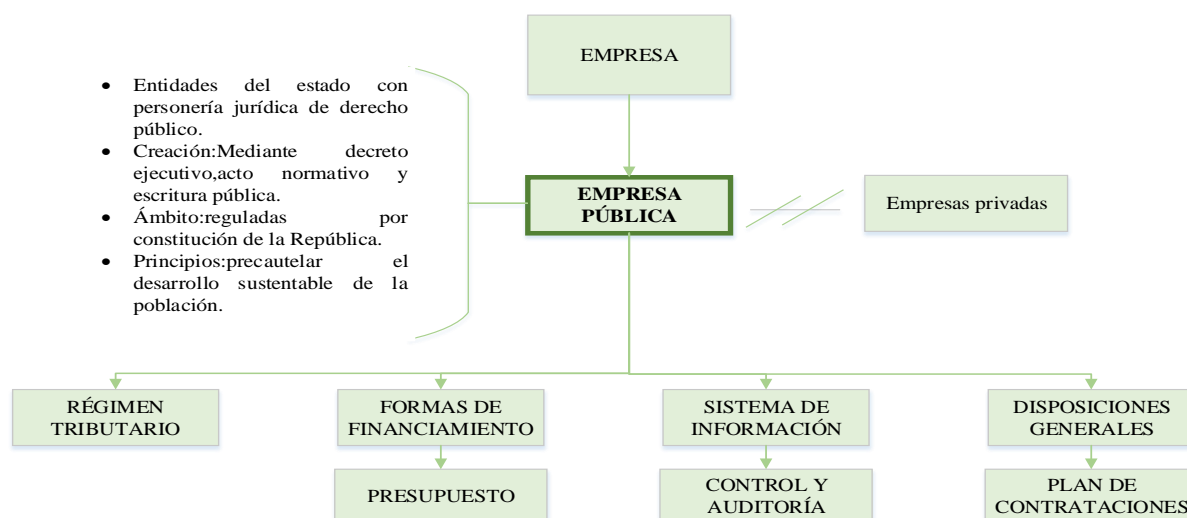 EMPRESA
• Entidades del estado con
personería jurídica de derecho
público.
• Creación:Mediante decreto
ejecutivo,acto normativo y
escritura pública.
• Ámbito:reguladas por
constitución de la República.
• Principios:precautelar el
desarrollo sustentable de la
población.
EMPRESA
PÚBLICA
Empresas privadas
RÉGIMEN
TRIBUTARIO
FORMAS DE
FINANCIAMIENTO
SISTEMA DE
INFORMACIÓN
DISPOSICIONES
GENERALES
PRESUPUESTO
CONTROL Y
AUDITORÍA
PLAN DE
CONTRATACIONES